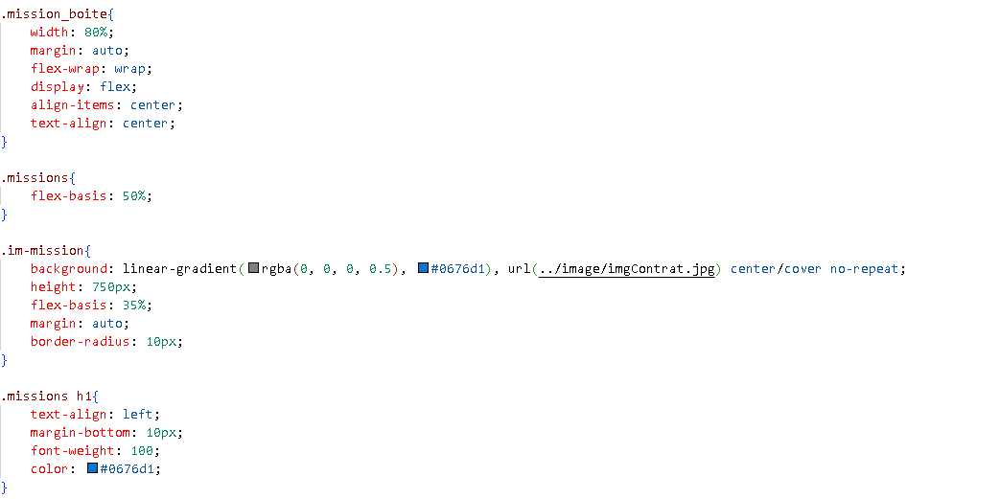 .mission_boite{
width: 80%;
margin: auto;
flex-wrap: wrap;
display: flex;
align-items: center;
text-align: center;
}
.missions{
flex-basis: 50%;
}
.im-mission{
background: linear-gradient(rgba(0, 0, 0, 0.5), #0676d1), url(../image/imgContrat.jpg) center/cover no-repeat;
height: 750px;
flex-basis: 35%;
margin: auto;
border-radius: 10px;
}
.missions h1{
text-align: left;
margin-bottom: 10px;
font-weight: 100;
color: #0676d1;
}